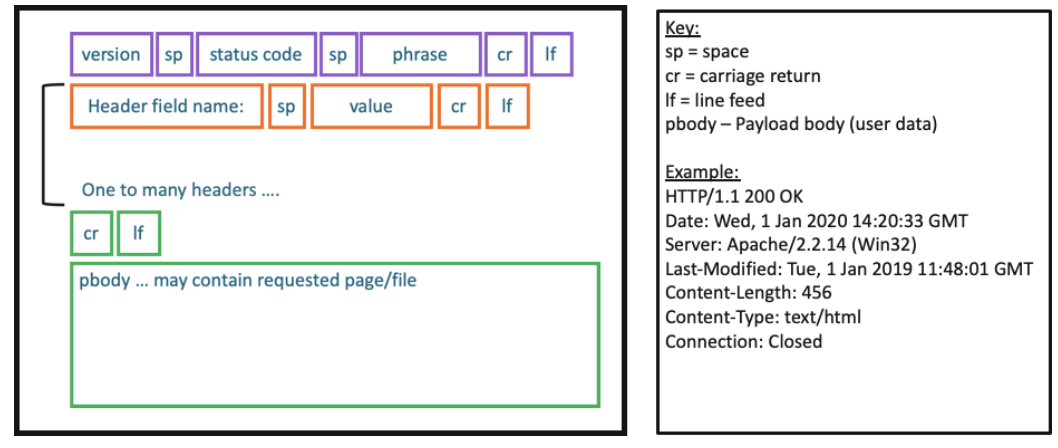 version sp status code sp phrase cr lf
Header field name: sp value cr lf
One to many headers ....
cr lf
pbody ... may contain requested page/file
Key:
sp = space
cr = carriage return
lf = line feed
pbody – Payload body (user data)
Example:
HTTP/1.1 200 OK
Date: Wed, 1 Jan 2020 14:20:33 GMT
Server: Apache/2.2.14 (Win32)
Last-Modified: Tue, 1 Jan 2019 11:48:01 GMT
Content-Length: 456
Content-Type: text/html
Connection: Closed